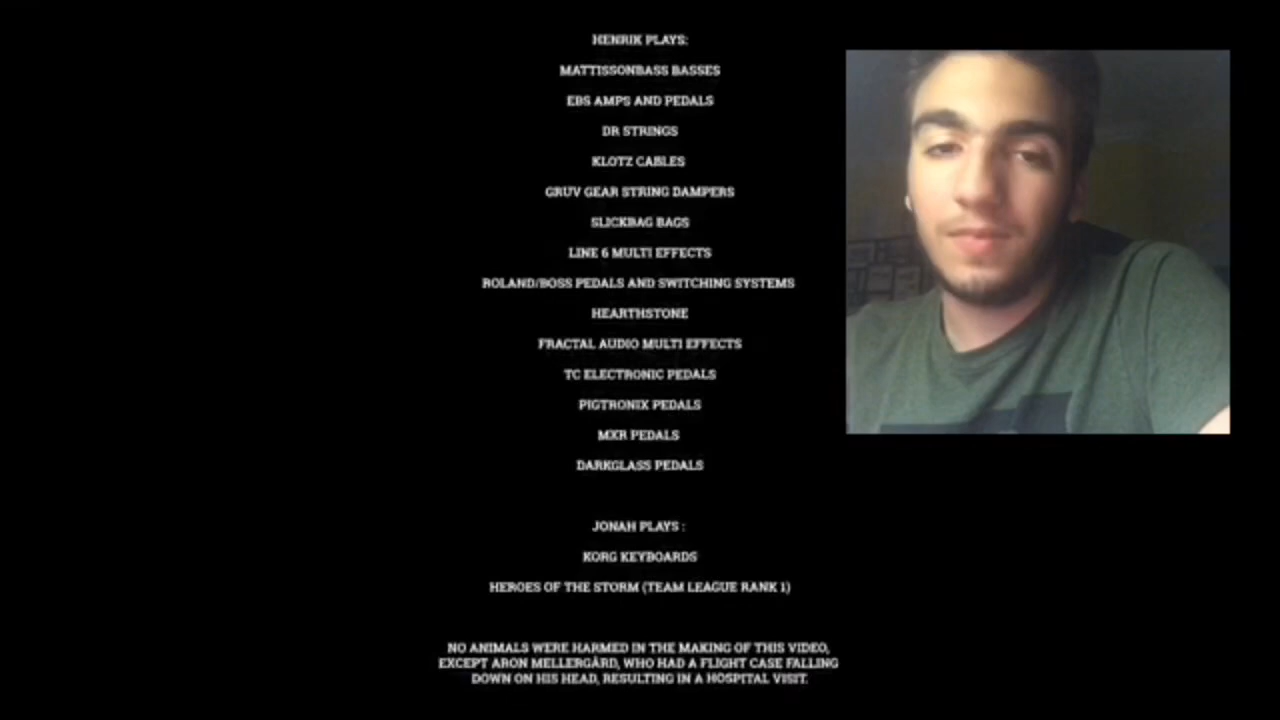 HENRIK PLAYS:
MATTISSONBASS BASSES
EBS AMPS AND PEDALS
DR STRINGS
KLOTZ CABLES
GRUV GEAR STRING DAMPERS
SLICKBAG BAGS
LINE 6 MULTI EFFECTS
ROLAND/BOSS PEDALS AND SWITCHING SYSTEMS
HEARTHSTONE
FRACTAL AUDIO MULTI EFFECTS
TC ELECTRONIC PEDALS
PIGTRONIX PEDALS
MXR PEDALS
DARKGLASS PEDALS
JONAH PLAYS :
KORG KEYBOARDS
HEROES OF THE STORM (TEAM LEAGUE RANK 1)
NO ANIMALS WERE HARMED IN THE MAKING OF THIS VIDEO,
EXCEPT ARON MELLERGÅRD, WHO HAD A FLIGHT CASE FALLING
DOWN ON HIS HEAD, RESULTING IN A HOSPITAL VISIT.